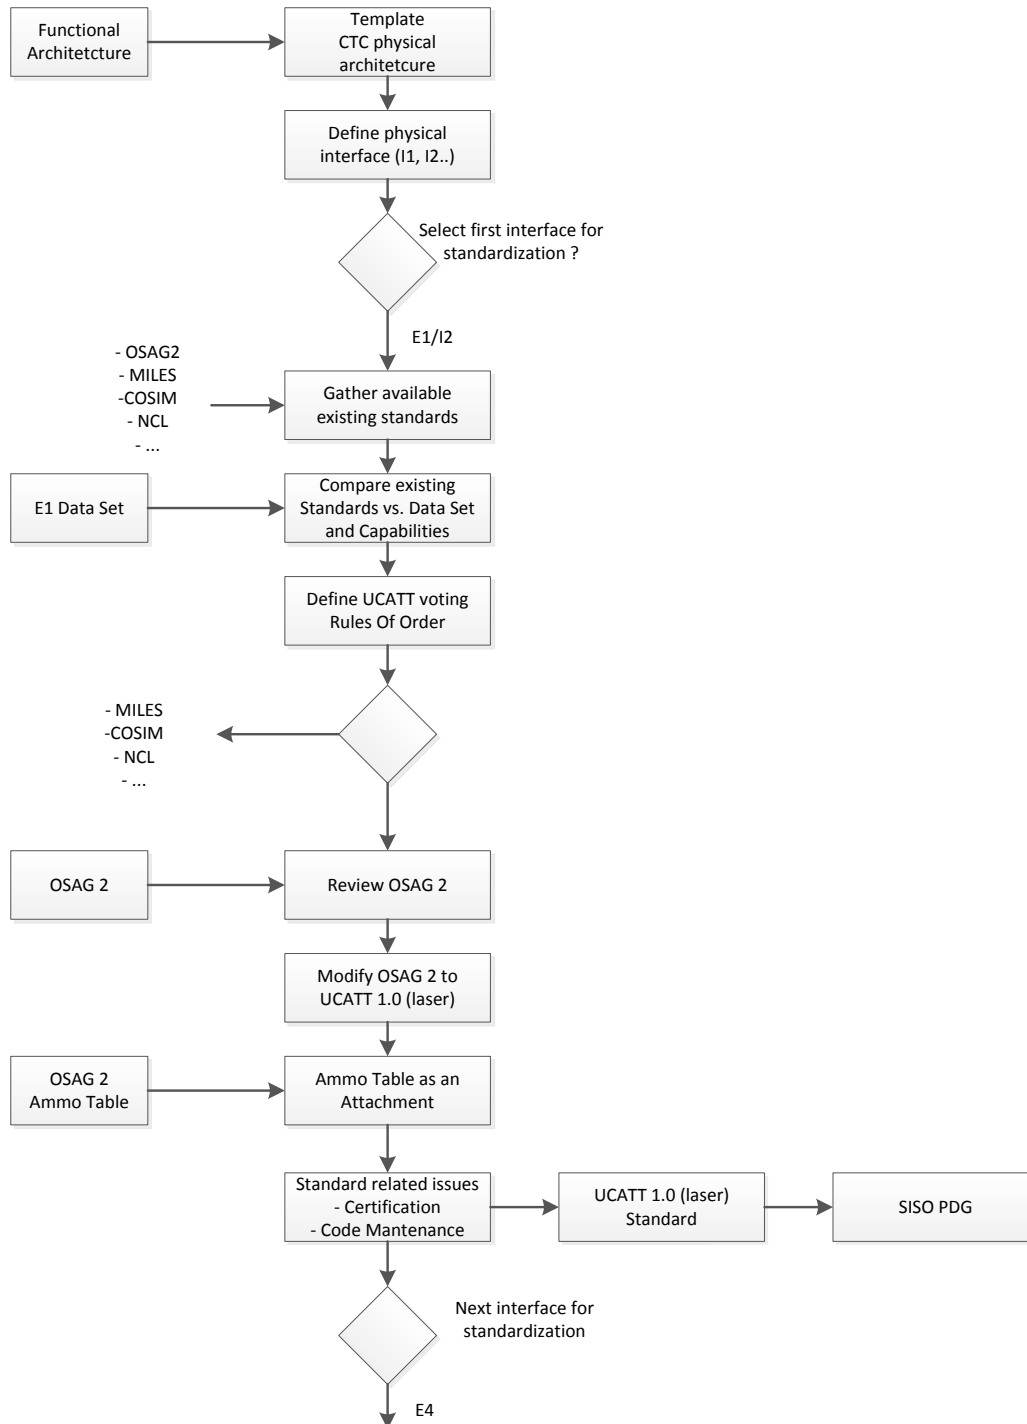 Functional
Architetcture
Template
CTC physical
architetcure
Define physical
interface (I1, I2..)
Select first interface for
standardization ?
E1/I2
- OSAG2
- MILES
-COSIM
- NCL
- ...
Gather available
existing standards
E1 Data Set
Compare existing
Standards vs. Data Set
and Capabilities
Define UCATT voting
Rules Of Order
- MILES
-COSIM
- NCL
- ...
OSAG 2
Review OSAG 2
Modify OSAG 2 to
UCATT 1.0 (laser)
OSAG 2
Ammo Table
Ammo Table as an
Attachment
Standard related issues
- Certification
- Code Mantenance
UCATT 1.0 (laser)
Standard
SISO PDG
Next interface for
standardization
E4